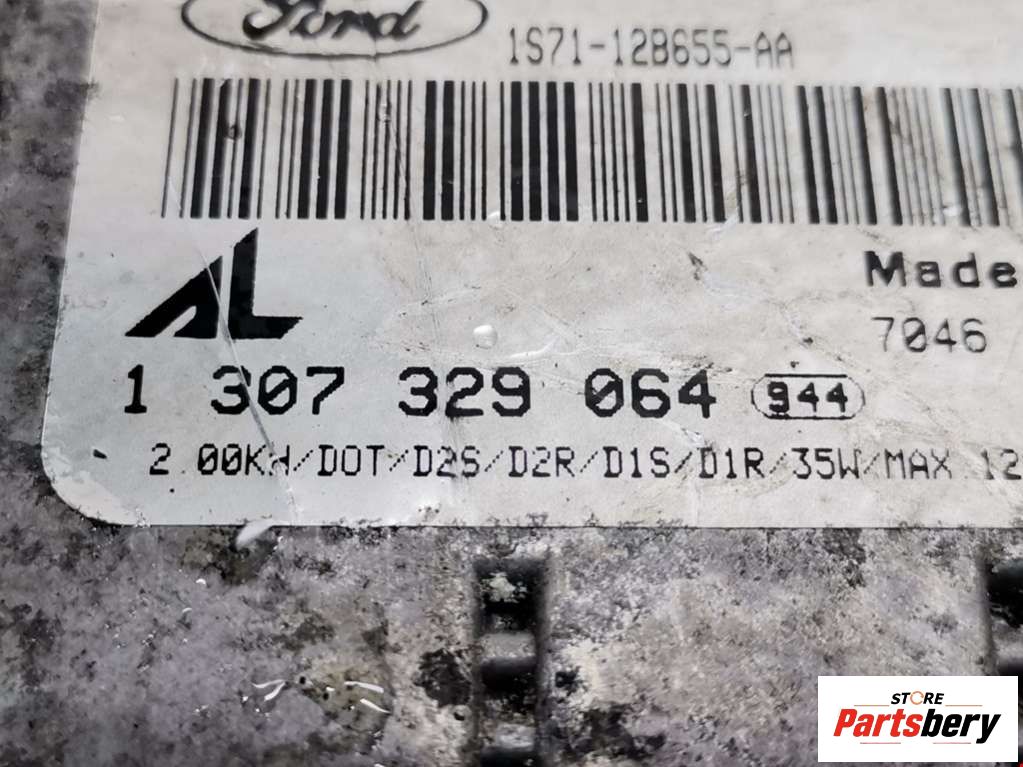 Ford
1S71-12B655-AA
AL
Made
7046
1 307 329 064 944
2.00KH/DOT/D2S/D2R/D1S/D1R/35W/MAX 12
STORE
Partsbery